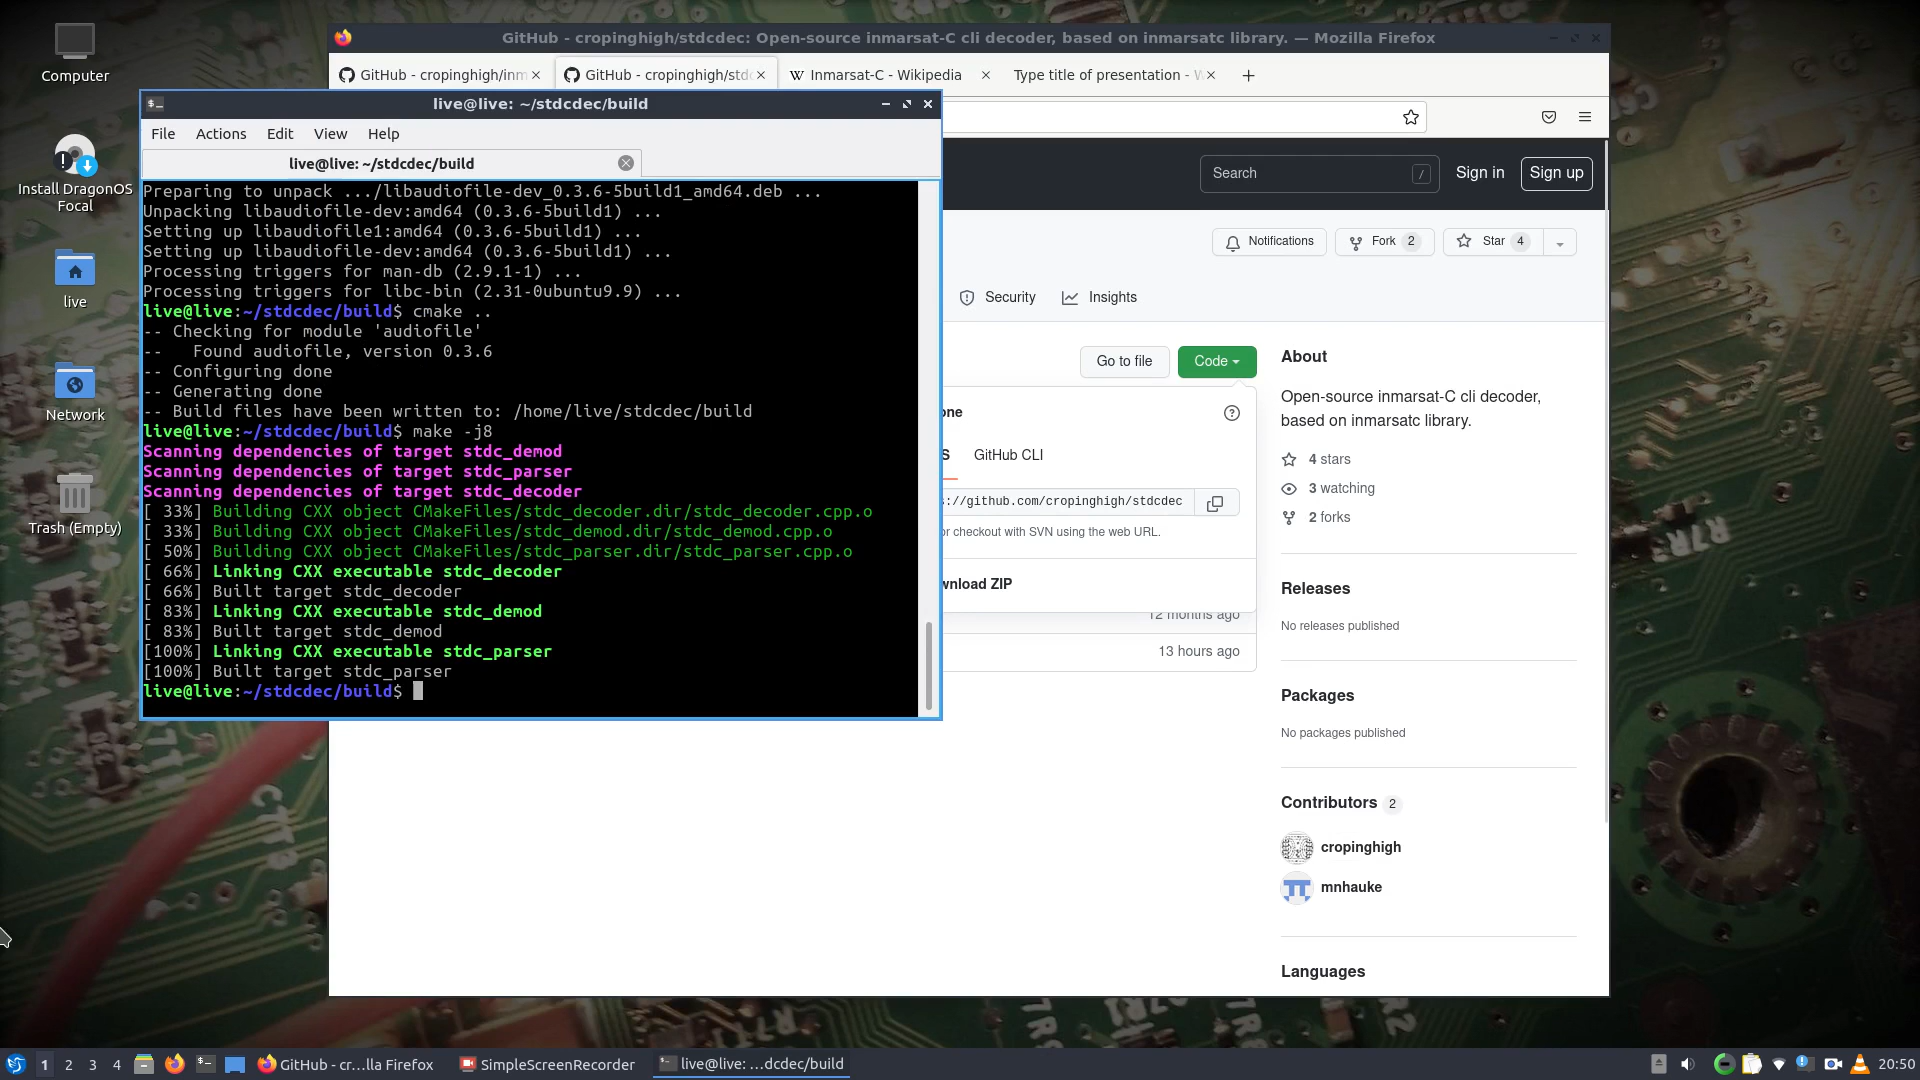 Computer
Install DragonOS
Focal
live
Network
Trash (Empty)
GitHub - cropinghigh/stdcdec: Open-source inmarsat-C cli decoder, based on inmarsatc library. — Mozilla Firefox
GitHub - cropinghigh/inm
GitHub - cropinghigh/stdc
W Inmarsat-C - Wikipedia
Type title of presentation - W
live@live: ~/stdcdec/build
File Actions Edit View Help
live@live: ~/stdcdec/build
Preparing to unpack .../libaudiofile-dev_0.3.6-5build1_amd64.deb ...
Unpacking libaudiofile-dev:amd64 (0.3.6-5build1) ...
Setting up libaudiofile1:amd64 (0.3.6-5build1) ...
Setting up libaudiofile-dev:amd64 (0.3.6-5build1) ...
Processing triggers for man-db (2.9.1-1) ...
Processing triggers for libc-bin (2.31-0ubuntu9.9) ...
live@live:~/stdcdec/build$ cmake ..
-- Checking for module 'audiofile'
--   Found audiofile, version 0.3.6
-- Configuring done
-- Generating done
-- Build files have been written to: /home/live/stdcdec/build
live@live:~/stdcdec/build$ make -j8
Scanning dependencies of target stdc_demod
Scanning dependencies of target stdc_parser
Scanning dependencies of target stdc_decoder
[ 33%] Building CXX object CMakeFiles/stdc_decoder.dir/stdc_decoder.cpp.o
[ 33%] Building CXX object CMakeFiles/stdc_demod.dir/stdc_demod.cpp.o
[ 50%] Building CXX object CMakeFiles/stdc_parser.dir/stdc_parser.cpp.o
[ 66%] Linking CXX executable stdc_decoder
[ 66%] Built target stdc_decoder
[ 83%] Linking CXX executable stdc_demod
[ 83%] Built target stdc_demod
[100%] Linking CXX executable stdc_parser
[100%] Built target stdc_parser
live@live:~/stdcdec/build$
Search /
Sign in
Sign up
Notifications
Fork 2
Star 4
Security
Insights
Go to file
Code
one
S GitHub CLI
s://github.com/cropinghigh/stdcdec
or checkout with SVN using the web URL.
wnload ZIP
12 months ago
13 hours ago
About
Open-source inmarsat-C cli decoder,
based on inmarsatc library.
4 stars
3 watching
2 forks
Releases
No releases published
Packages
No packages published
Contributors 2
cropinghigh
mnhauke
Languages
1 2 3 4
GitHub - cr...lla Firefox
SimpleScreenRecorder
live@live: ...dcdec/build
20:50